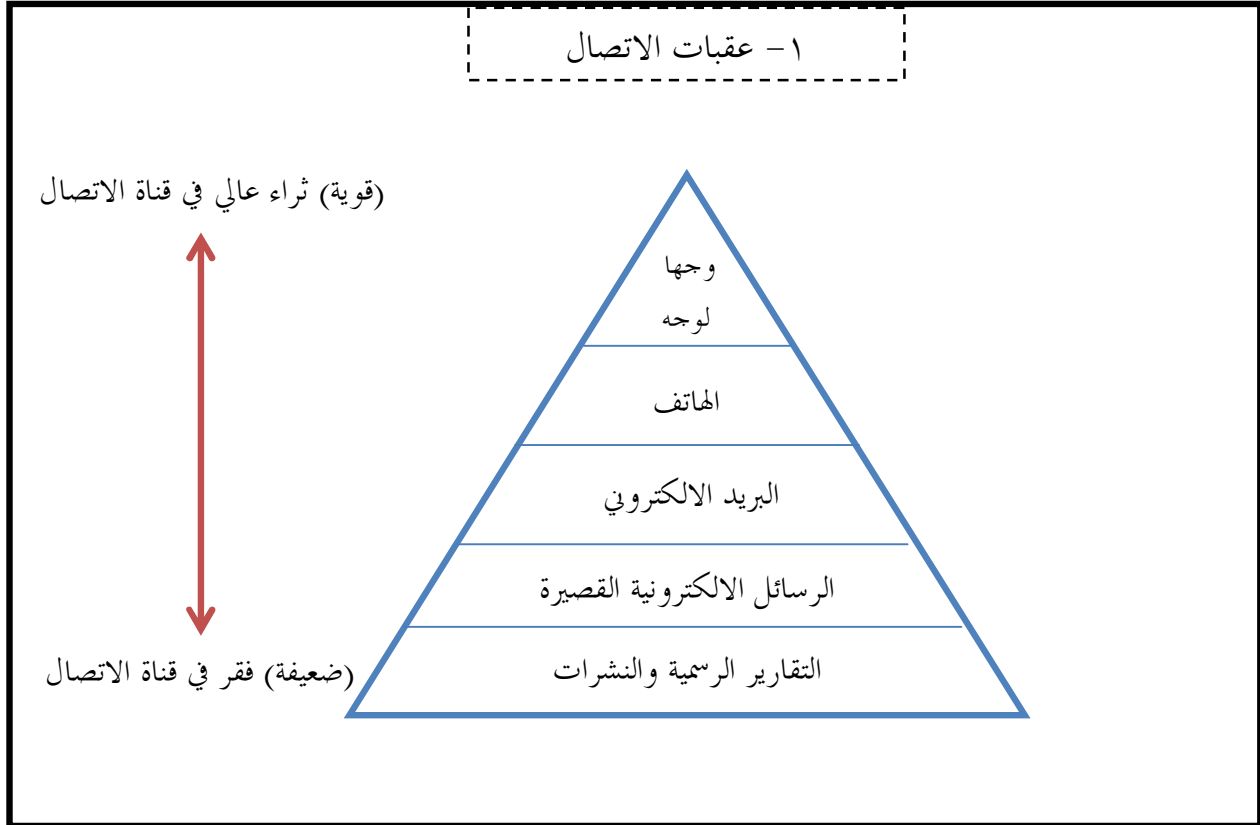 ١- عقبات الاتصال
(قوية) ثراء عالي في قناة الاتصال
وجها
لوجه
الهاتف
البريد الالكتروني
الرسائل الالكترونية القصيرة
التقارير الرسمية والنشرات
(ضعيفة) فقر في قناة الاتصال